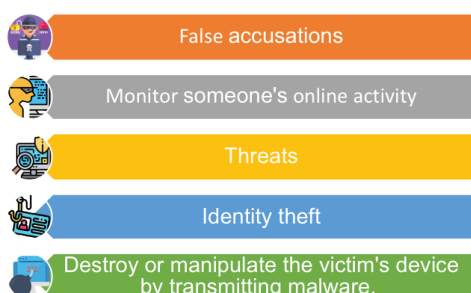 False accusations
Monitor someone's online activity
Threats
Identity theft
Destroy or manipulate the victim's device
by transmitting malware.